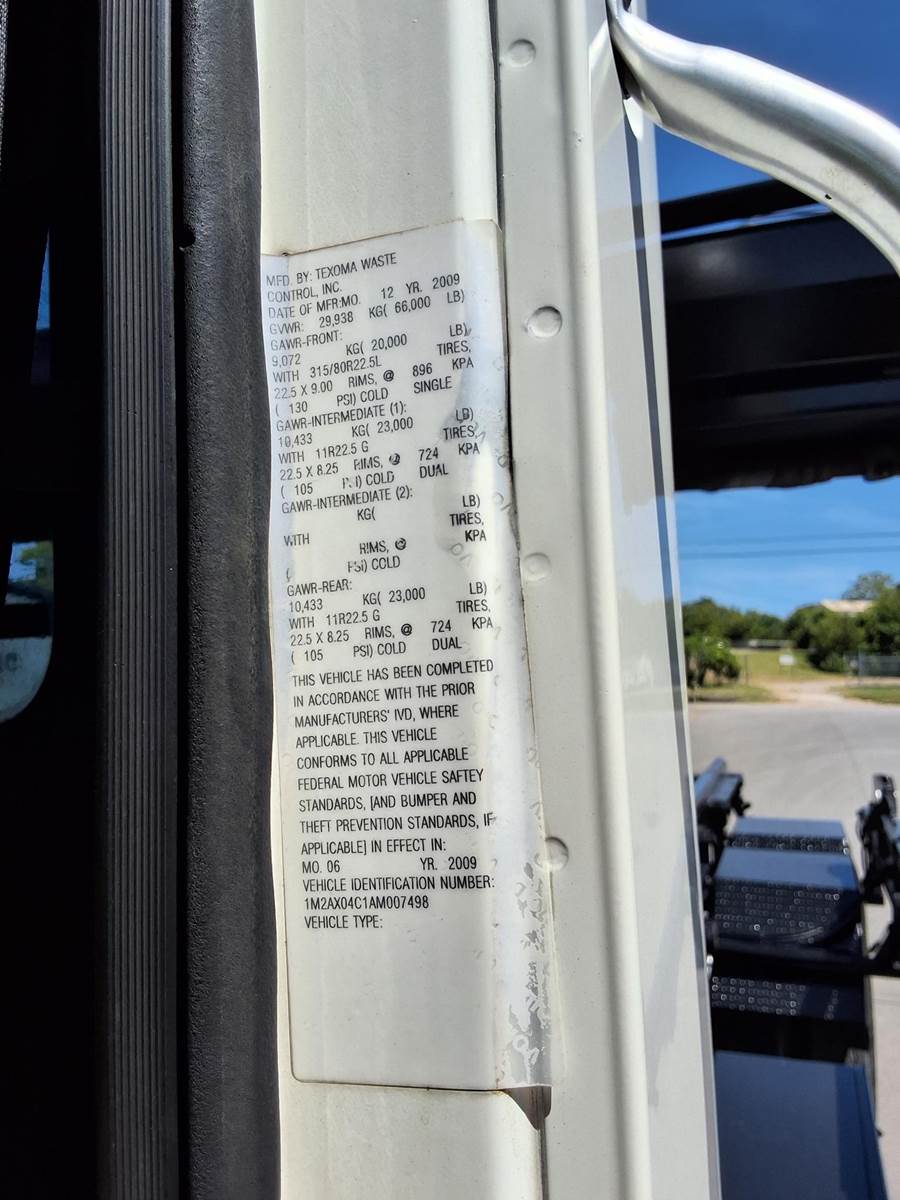 MFD. BY: TEXOMA WASTE
CONTROL, INC.
DATE OF MFR:MO. 12 YR. 2009
GVWR: 29,938 KG( 66,000 LB)
GAWR-FRONT:
9,072 KG( 20,000 LB)
WITH 315/80R22.5L TIRES,
22.5 X 9.00 RIMS, @ 896 KPA
( 130 PSI) COLD SINGLE
GAWR-INTERMEDIATE (1):
10,433 KG( 23,000 LB)
WITH 11R22.5 G TIRES,
22.5 X 8.25 RIMS, @ 724 KPA
( 105 PSI) COLD DUAL
GAWR-INTERMEDIATE (2):
KG( LB)
WITH TIRES,
RIMS, @ KPA
( PSI) COLD
GAWR-REAR:
10,433 KG( 23,000 LB)
WITH 11R22.5 G TIRES,
22.5 X 8.25 RIMS, @ 724 KPA
( 105 PSI) COLD DUAL
THIS VEHICLE HAS BEEN COMPLETED
IN ACCORDANCE WITH THE PRIOR
MANUFACTURERS' IVD, WHERE
APPLICABLE. THIS VEHICLE
CONFORMS TO ALL APPLICABLE
FEDERAL MOTOR VEHICLE SAFTEY
STANDARDS, [AND BUMPER AND
THEFT PREVENTION STANDARDS, IF
APPLICABLE] IN EFFECT IN:
MO. 06 YR. 2009
VEHICLE IDENTIFICATION NUMBER:
1M2AX04C1AM007498
VEHICLE TYPE: